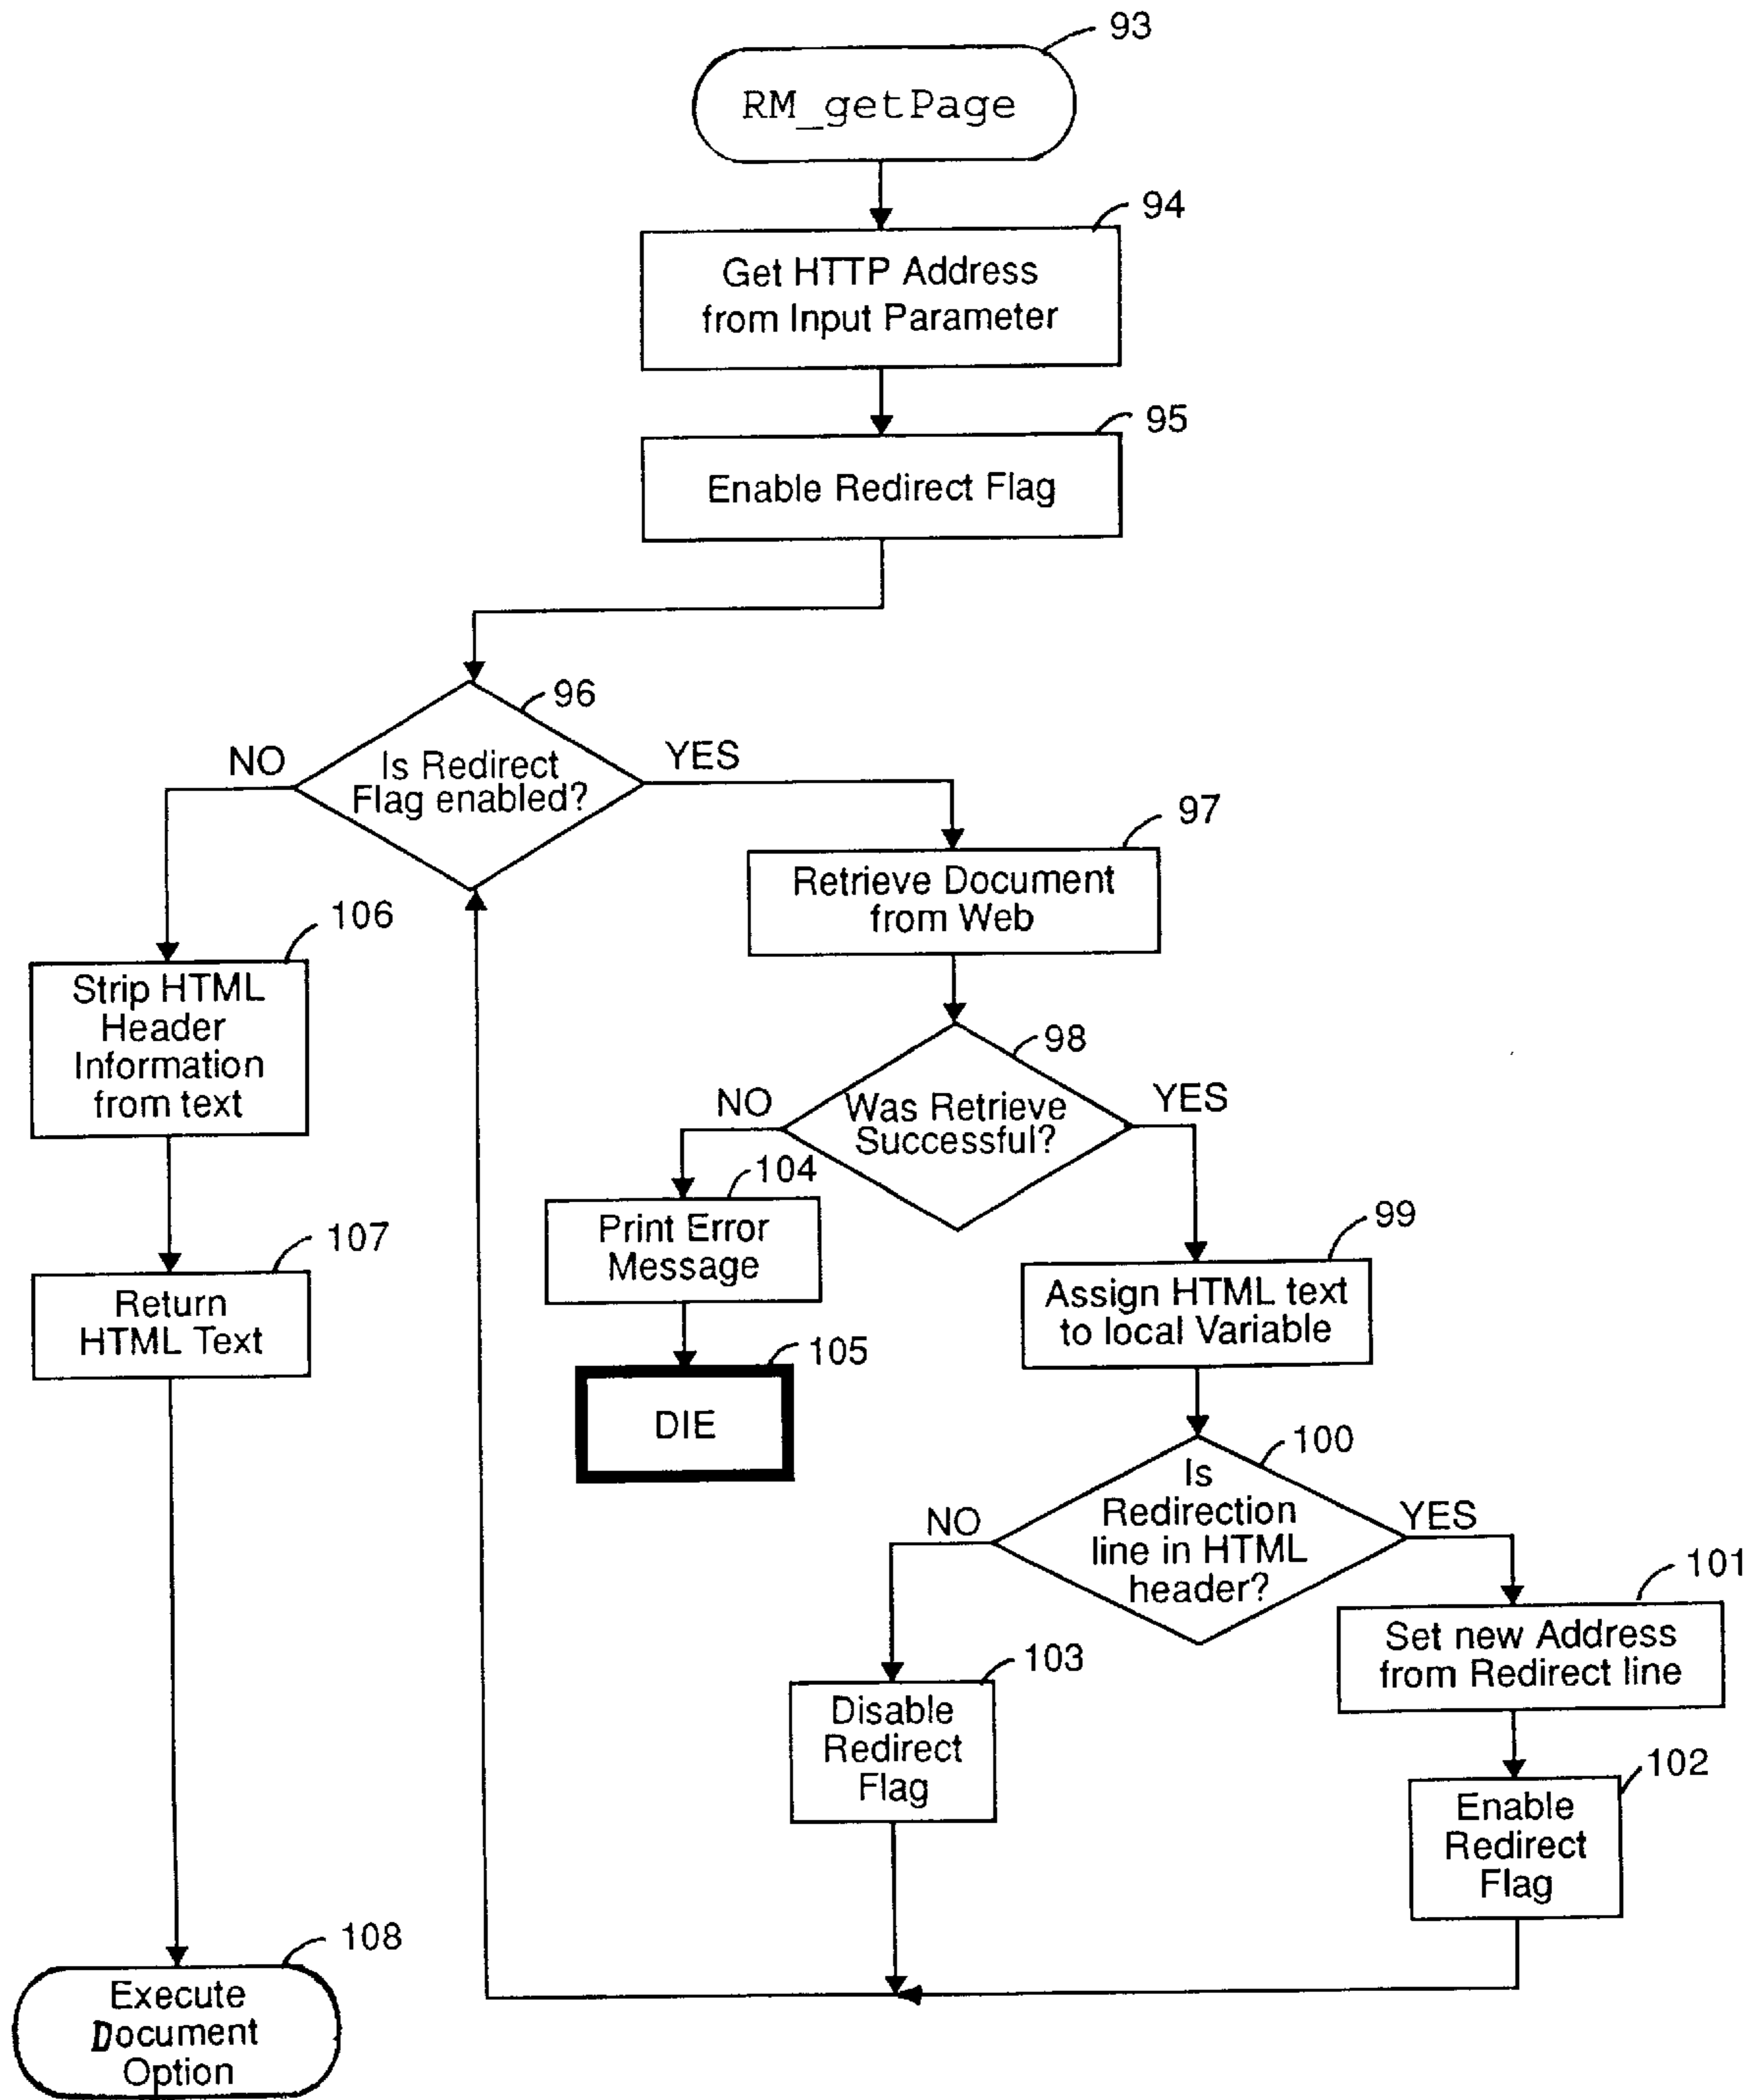 93
RM_getPage
94
Get HTTP Address
from Input Parameter
95
Enable Redirect Flag
96
NO
YES
Is Redirect
Flag enabled?
97
Retrieve Document
from Web
106
Strip HTML
Header
Information
from text
98
NO
YES
Was Retrieve
Successful?
104
Print Error
Message
99
Assign HTML text
to local Variable
107
Return
HTML Text
105
DIE
100
Is
Redirection
line in HTML
header?
NO
YES
101
Set new Address
from Redirect line
103
Disable
Redirect
Flag
102
Enable
Redirect
Flag
108
Execute
Document
Option